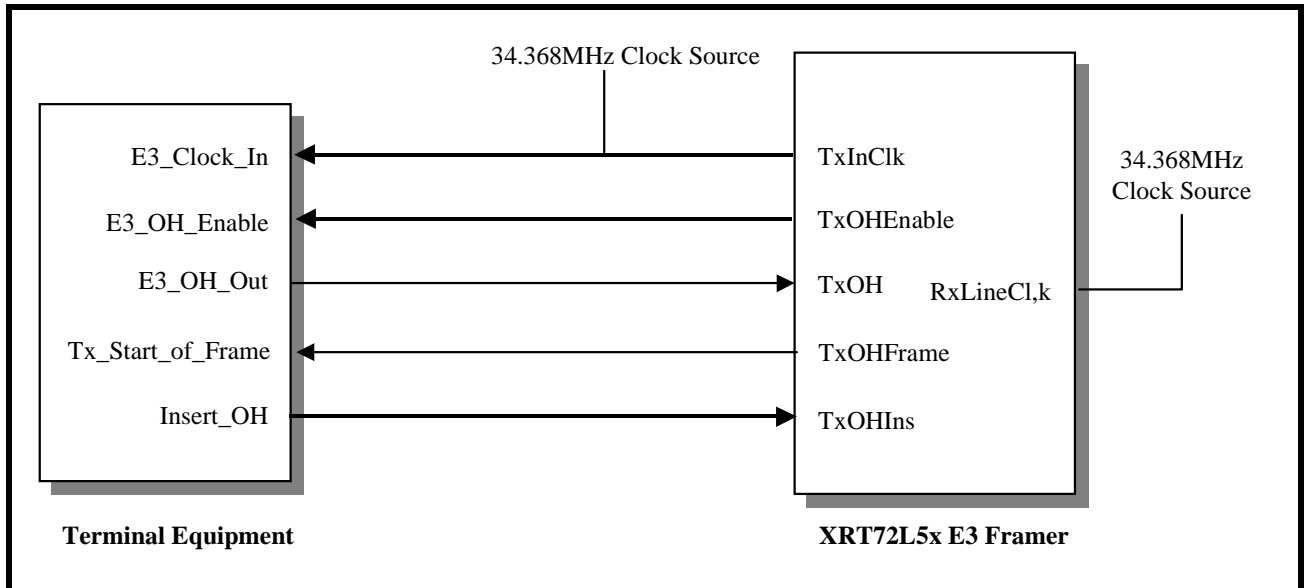 34.368MHz Clock Source
E3_Clock_In
E3_OH_Enable
E3_OH_Out
Tx_Start_of_Frame
Insert_OH
TxInClk
TxOHEnable
TxOH
RxLineCl,k
TxOHFrame
TxOHIns
34.368MHz
Clock Source
Terminal Equipment
XRT72L5x E3 Framer